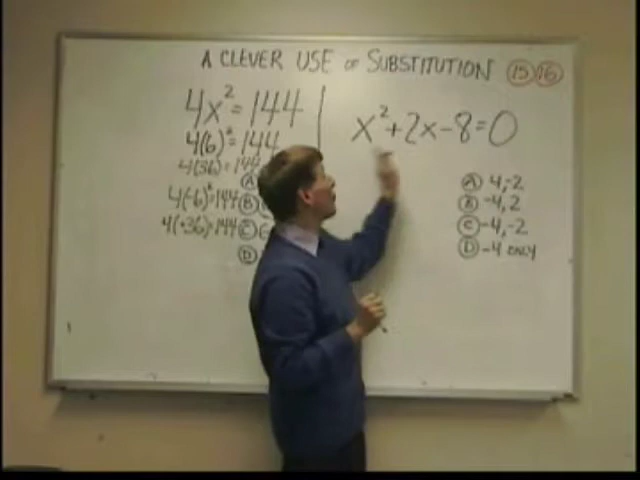 A CLEVER USE OF SUBSTITUTION 15 16
4x² = 144
4(6)² = 144
4(36) = 144
A
4(-6)² = 144 B
4(+36) = 144 C 6
D
x² + 2x - 8 = 0
A 4, -2
B -4, 2
C -4, -2
D -4 ONLY